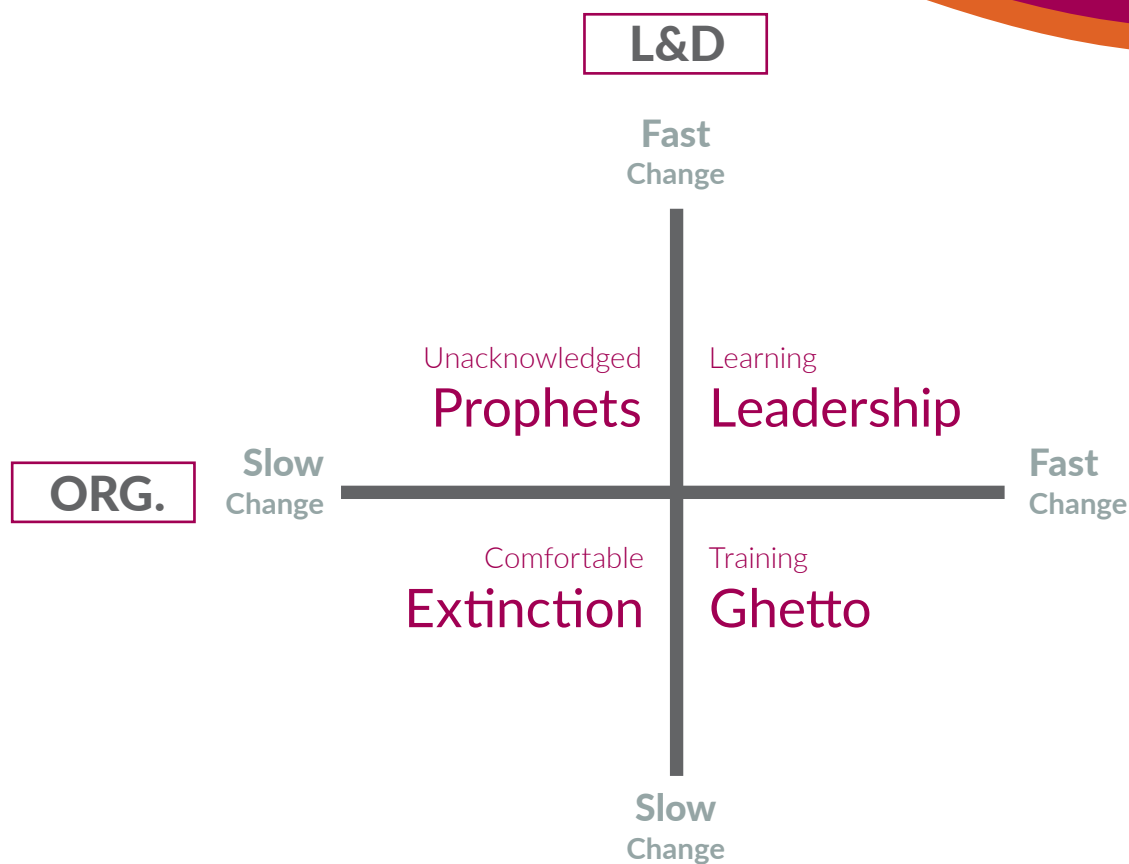 L&D
Fast
Change
Unacknowledged
Prophets
Learning
Leadership
ORG.
Slow
Change
Fast
Change
Comfortable
Extinction
Training
Ghetto
Slow
Change